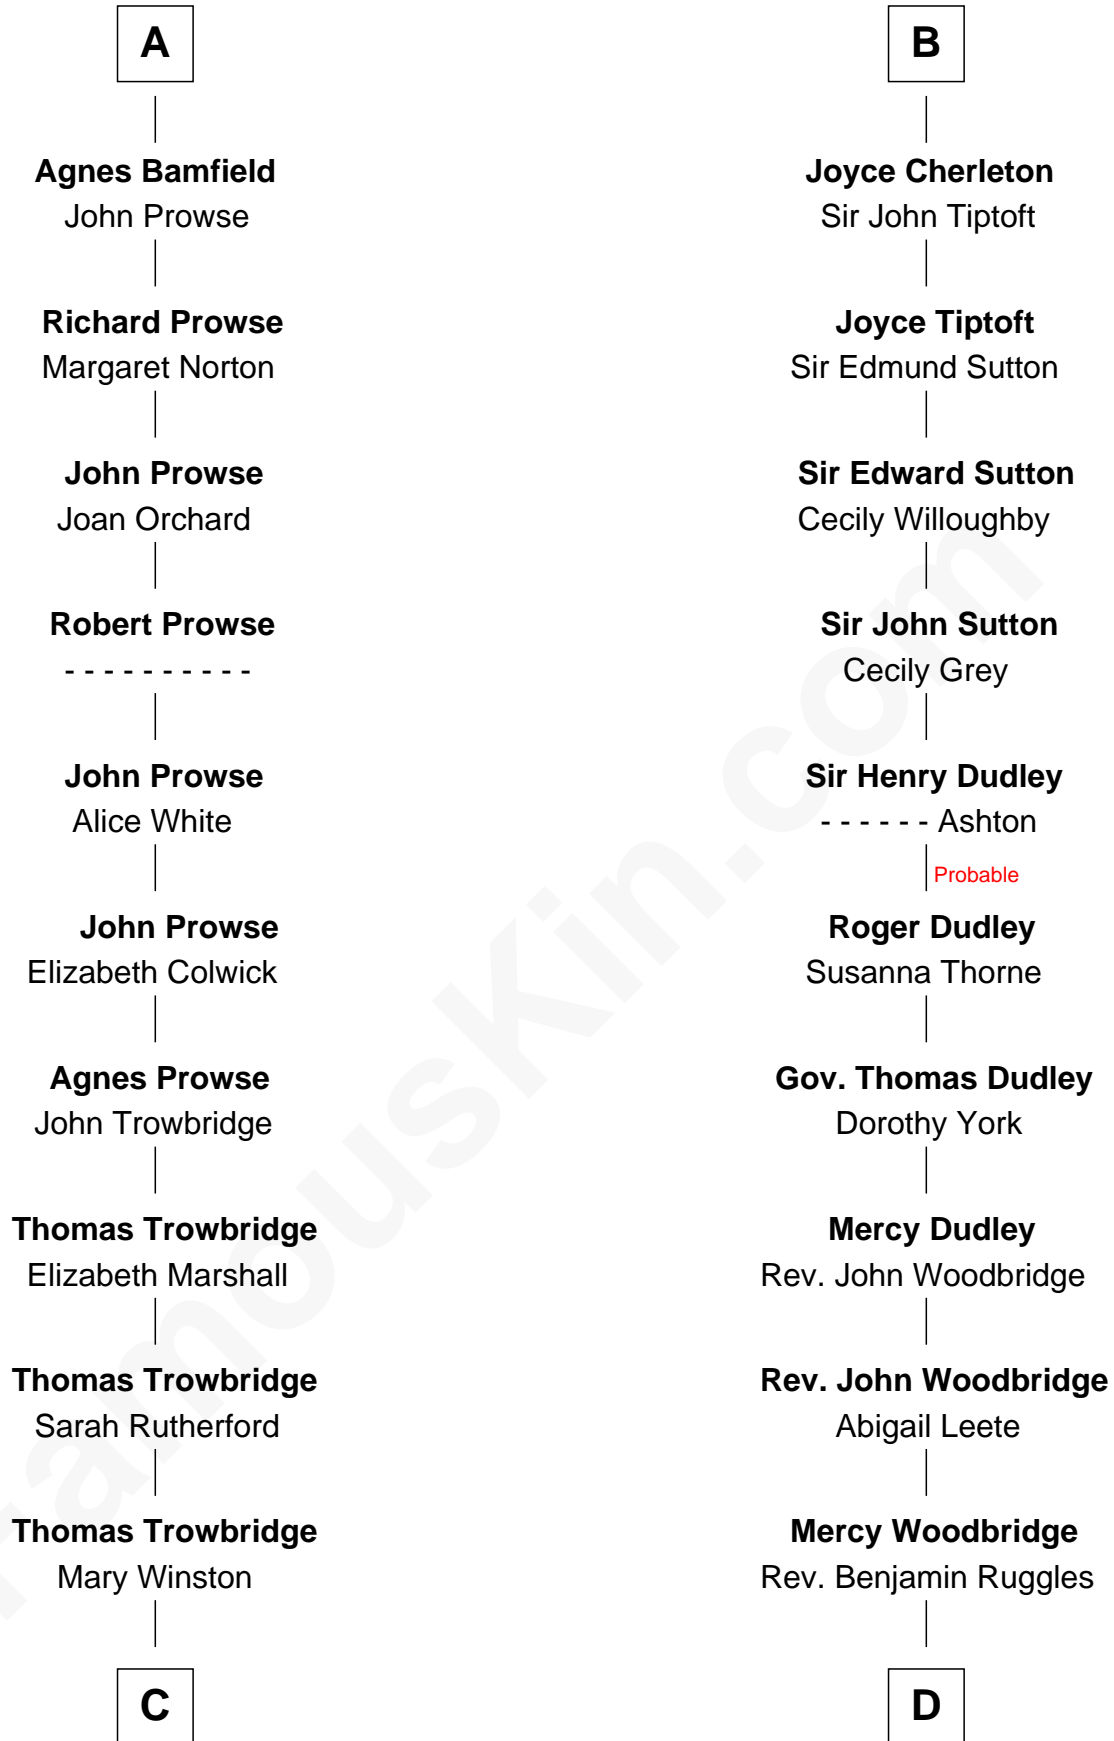 A
Agnes Bamfield
John Prowse
Richard Prowse
Margaret Norton
John Prowse
Joan Orchard
Robert Prowse
- - - - - - - - - -
John Prowse
Alice White
John Prowse
Elizabeth Colwick
Agnes Prowse
John Trowbridge
Thomas Trowbridge
Elizabeth Marshall
Thomas Trowbridge
Sarah Rutherford
Thomas Trowbridge
Mary Winston
C
B
Joyce Cherleton
Sir John Tiptoft
Joyce Tiptoft
Sir Edmund Sutton
Sir Edward Sutton
Cecily Willoughby
Sir John Sutton
Cecily Grey
Sir Henry Dudley
- - - - - - Ashton
Probable
Roger Dudley
Susanna Thorne
Gov. Thomas Dudley
Dorothy York
Mercy Dudley
Rev. John Woodbridge
Rev. John Woodbridge
Abigail Leete
Mercy Woodbridge
Rev. Benjamin Ruggles
D
FamousKin.com